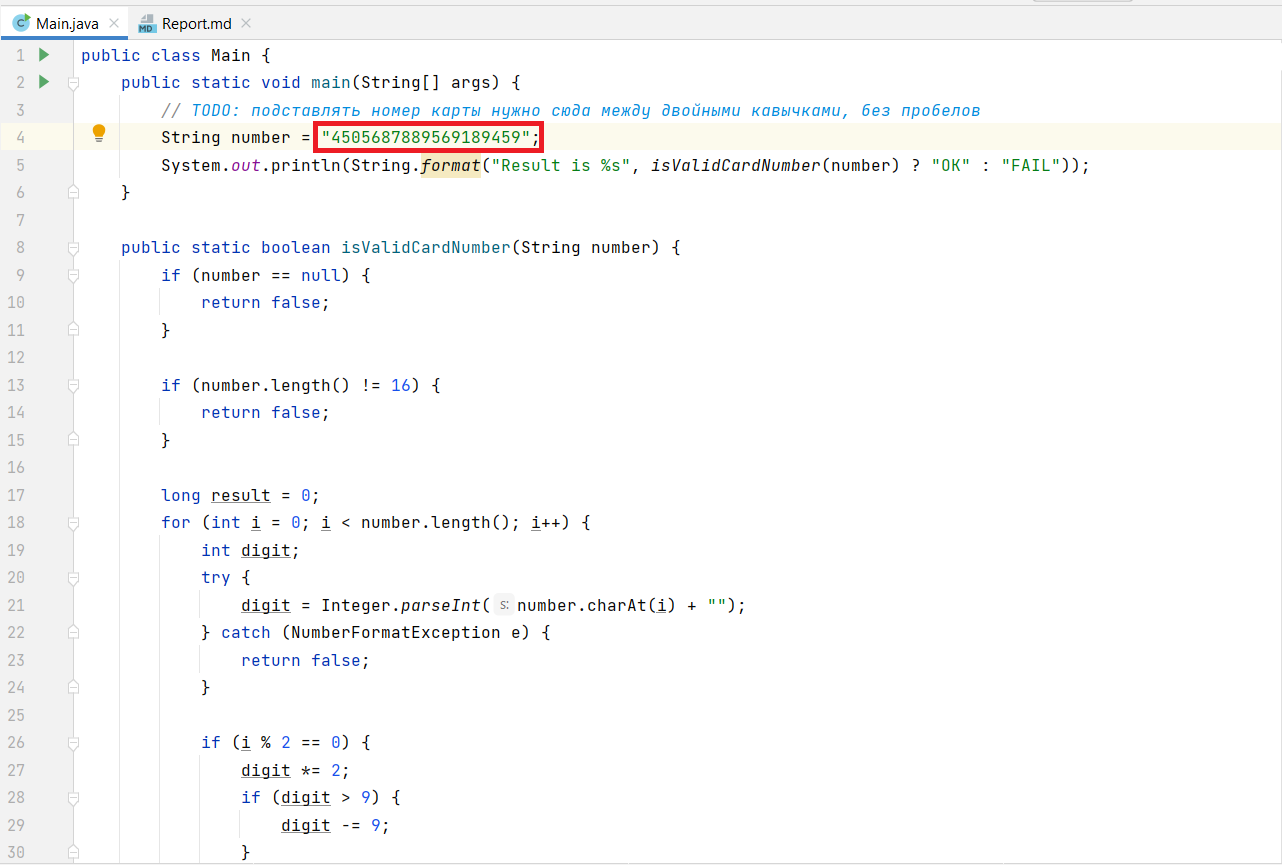 Main.java Report.md
1 public class Main {
2 public static void main(String[] args) {
3 // TODO: подставлять номер карты нужно сюда между двойными кавычками, без пробелов
4 String number = "4505687889569189459";
5 System.out.println(String.format("Result is %s", isValidCardNumber(number) ? "OK" : "FAIL"));
6 }
7
8 public static boolean isValidCardNumber(String number) {
9 if (number == null) {
10 return false;
11 }
12
13 if (number.length() != 16) {
14 return false;
15 }
16
17 long result = 0;
18 for (int i = 0; i < number.length(); i++) {
19 int digit;
20 try {
21 digit = Integer.parseInt( s: number.charAt(i) + "");
22 } catch (NumberFormatException e) {
23 return false;
24 }
25
26 if (i % 2 == 0) {
27 digit *= 2;
28 if (digit > 9) {
29 digit -= 9;
30 }